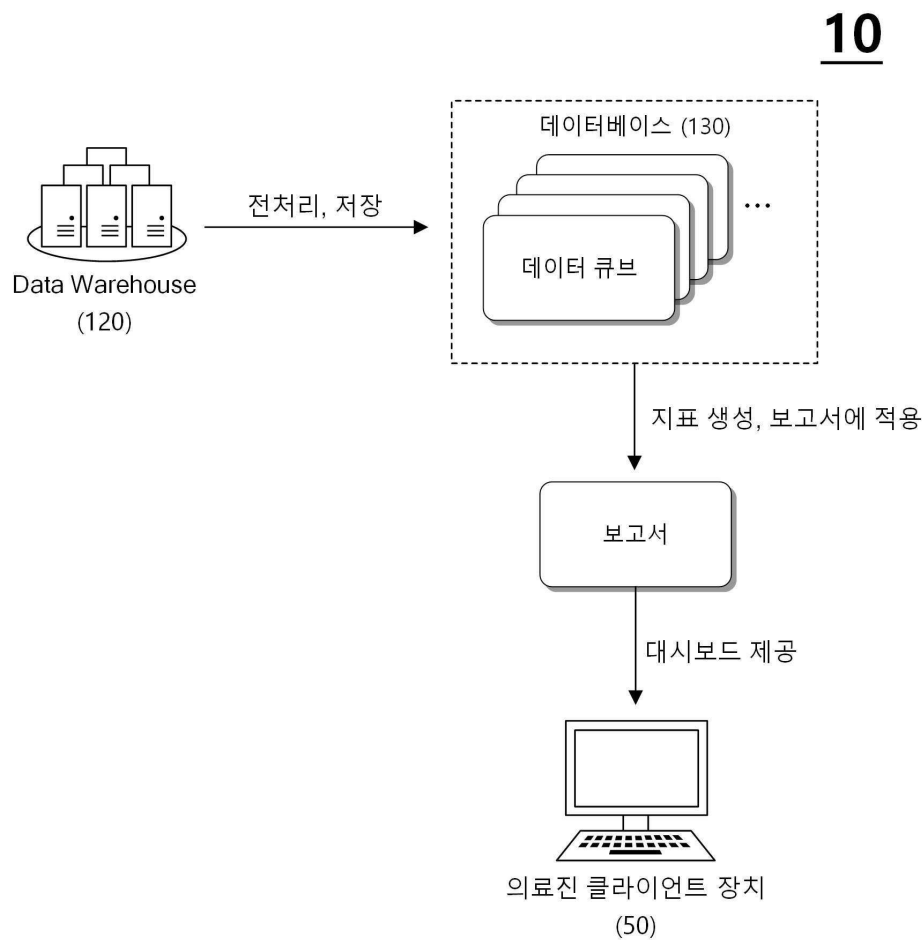 10
데이터베이스 (130)
전처리, 저장
...
데이터 큐브
Data Warehouse
(120)
지표 생성, 보고서에 적용
보고서
대시보드 제공
의료진 클라이언트 장치
(50)